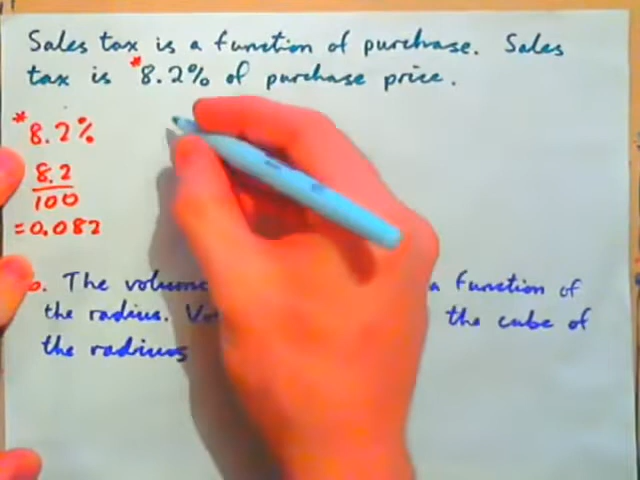 Sales tax is a function of purchase. Sales
tax is *8.2% of purchase price.
*8.2%
8.2
100
=0.082
b. The volume a function of
the radius. the cube of
the radius